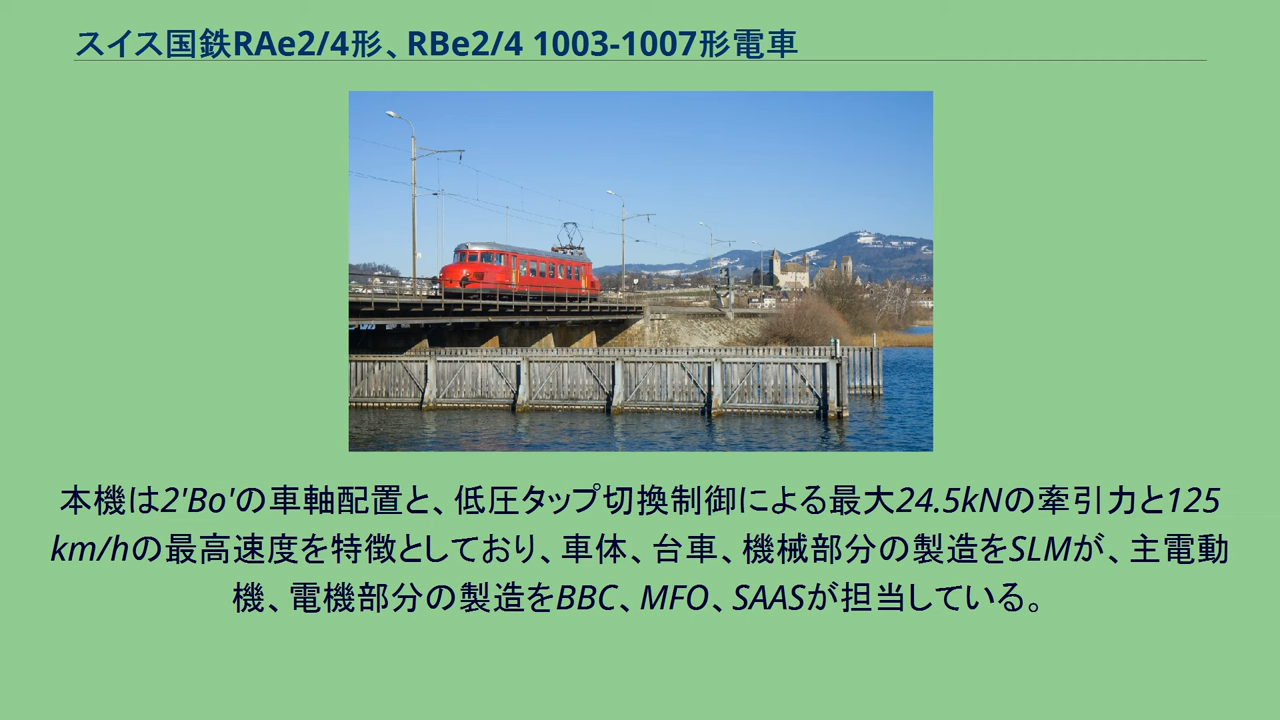 スイス国鉄RAe2/4形、RBe2/4 1003-1007形電車
本機は2'Bo'の車軸配置と、低圧タップ切換制御による最大24.5kNの牽引力と125
km/hの最高速度を特徴としており、車体、台車、機械部分の製造をSLMが、主電動
機、電機部分の製造をBBC、MFO、SAASが担当している。